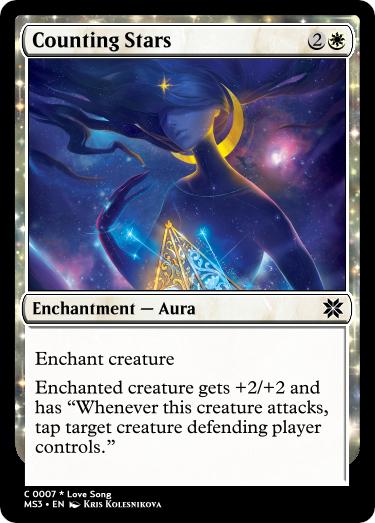 Counting Stars 2
Enchantment — Aura
Enchant creature
Enchanted creature gets +2/+2 and
has “Whenever this creature attacks,
tap target creature defending player
controls.”
C 0007 * Love Song
MS3 • EN Kris Kolesnikova